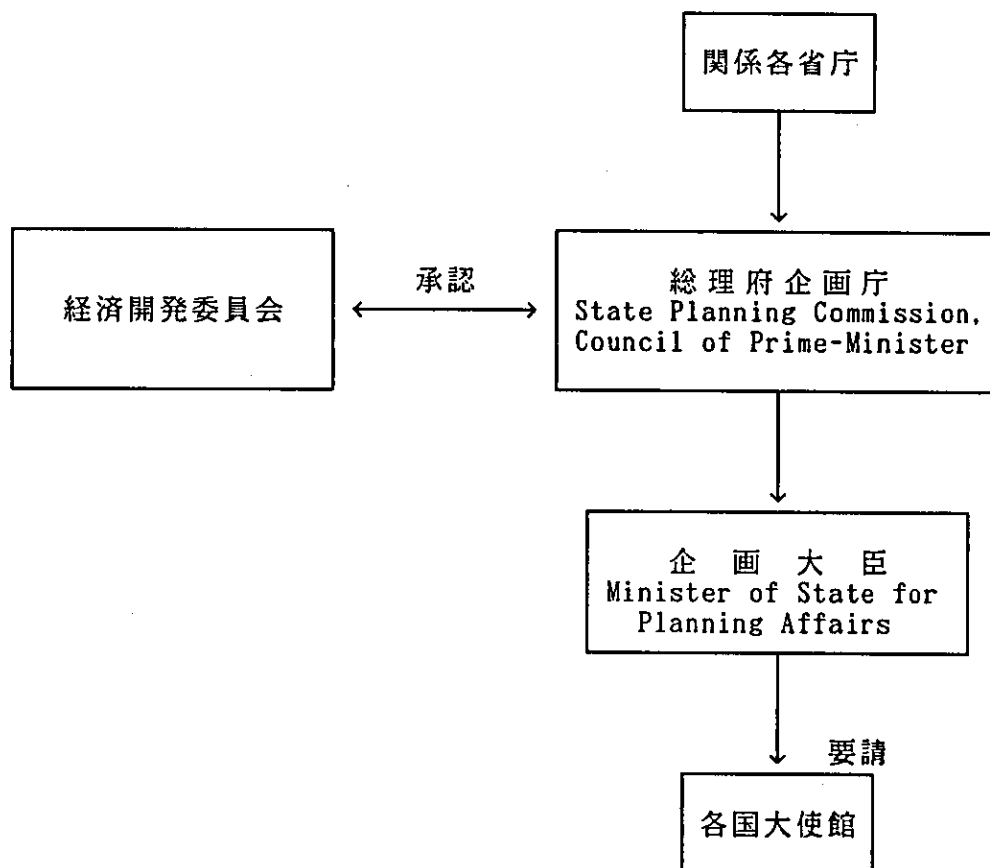 関係各省庁
経済開発委員会
承認
総理府企画庁
State Planning Commission,
Council of Prime-Minister
企画大臣
Minister of State for
Planning Affairs
要請
各国大使館